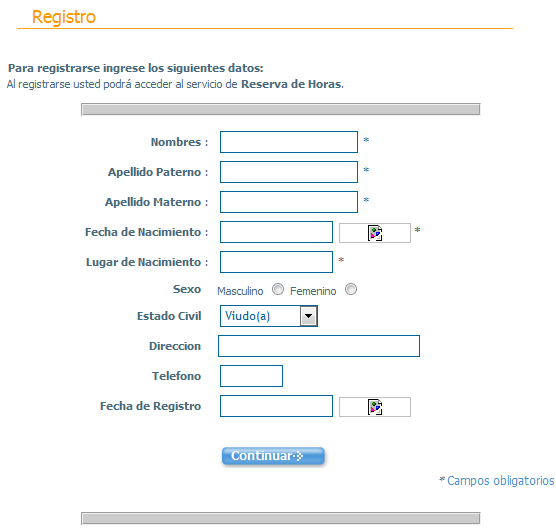 Registro
Para registrarse ingrese los siguientes datos:
Al registrarse usted podrá acceder al servicio de Reserva de Horas.
Nombres : *
Apellido Paterno : *
Apellido Materno : *
Fecha de Nacimiento : *
Lugar de Nacimiento : *
Sexo Masculino Femenino
Estado Civil Viudo(a)
Direccion
Telefono
Fecha de Registro
Continuar
* Campos obligatorios